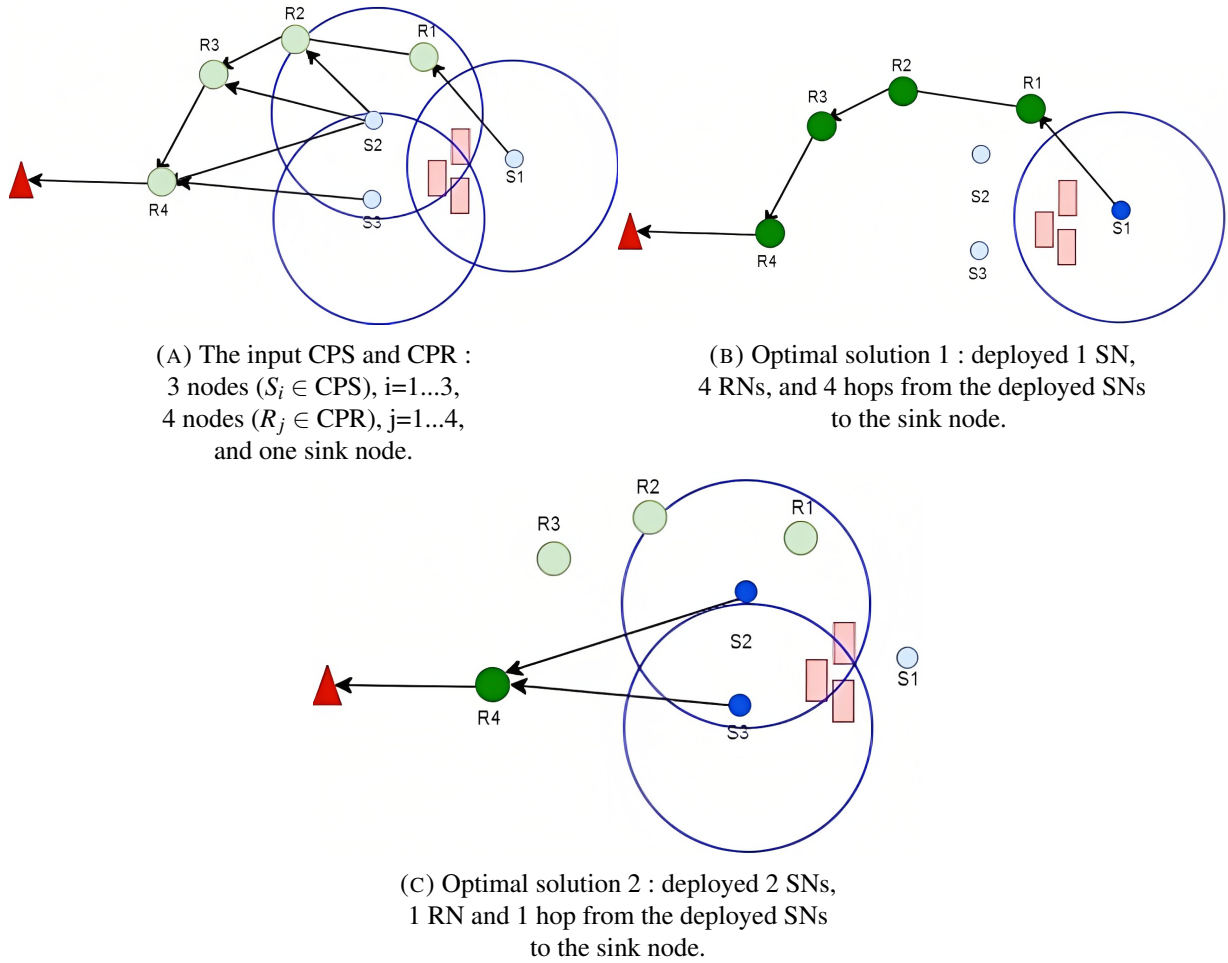 R2
R1
R3
S2
S1
R4
S3
(A) The input CPS and CPR :
3 nodes (Sᵢ ∈ CPS), i=1...3,
4 nodes (Rⱼ ∈ CPR), j=1...4,
and one sink node.
R2
R1
R3
S2
S1
R4
S3
(B) Optimal solution 1 : deployed 1 SN,
4 RNs, and 4 hops from the deployed SNs
to the sink node.
R2
R1
R3
S2
S1
R4
S3
(C) Optimal solution 2 : deployed 2 SNs,
1 RN and 1 hop from the deployed SNs
to the sink node.